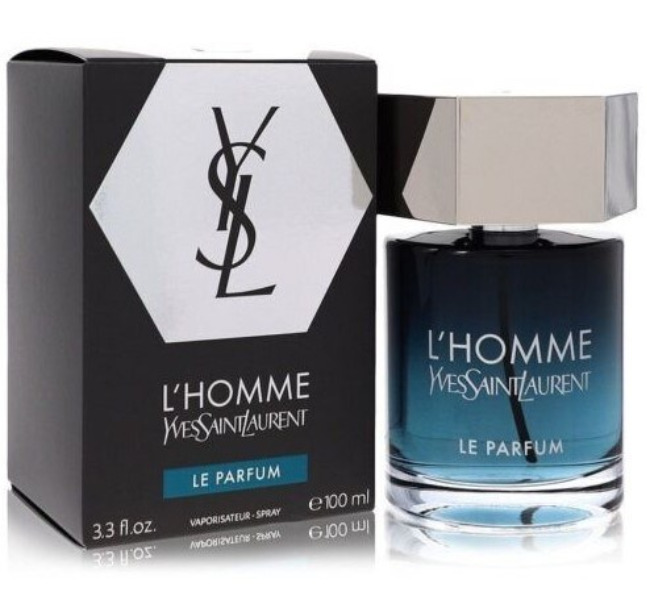 YSL
L'HOMME
YVESSAINTLAURENT
LE PARFUM
3.3 fl.oz.
VAPORISATEUR - SPRAY
e 100 ml
L'HOMME
YVESSAINTLAURENT
LE PARFUM